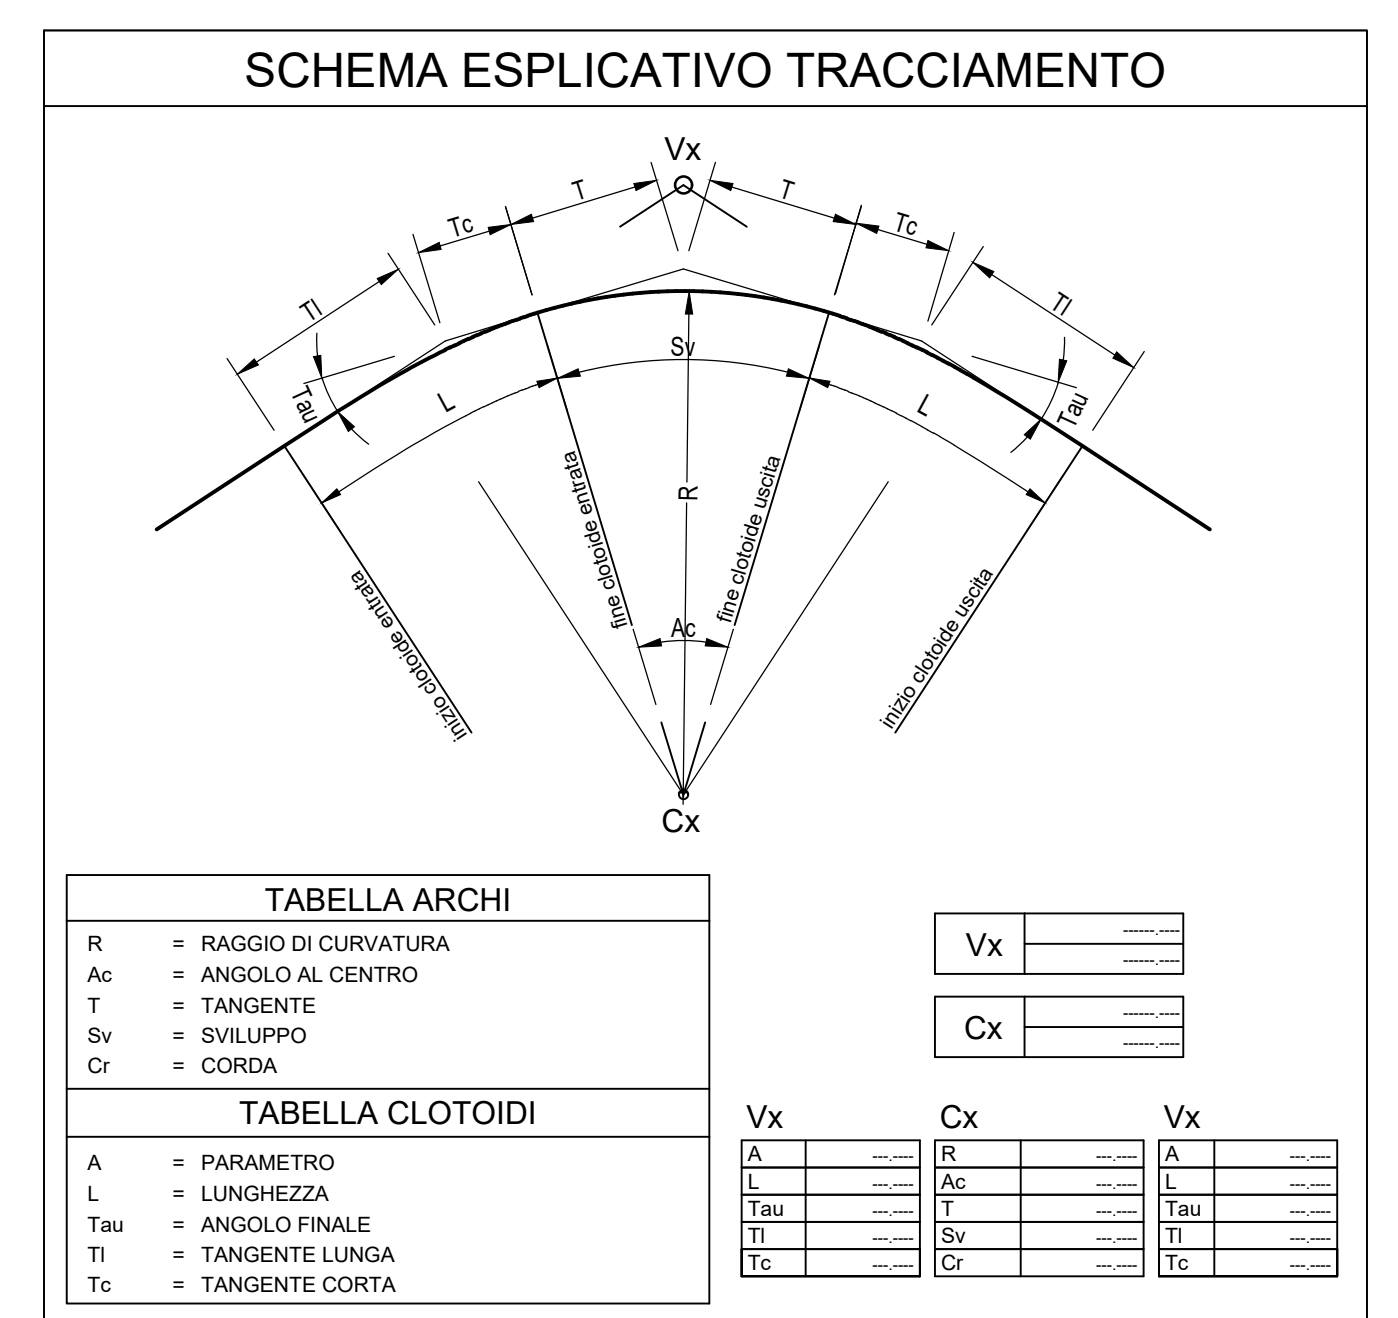 SCHEMA ESPLICATIVO TRACCIAMENTO
Vx
T
T
Tc
Tc
Tl
Tl
Sv
Tau
Tau
L
L
R
fine clotoide entrata
fine clotoide uscita
inizio clotoide entrata
inizio clotoide uscita
Ac
Cx
TABELLA ARCHI
R = RAGGIO DI CURVATURA
Ac = ANGOLO AL CENTRO
T = TANGENTE
Sv = SVILUPPO
Cr = CORDA
TABELLA CLOTOIDI
A = PARAMETRO
L = LUNGHEZZA
Tau = ANGOLO FINALE
Tl = TANGENTE LUNGA
Tc = TANGENTE CORTA
Vx ------.----
------.----
Cx ------.----
------.----
Vx Cx Vx
A ---.---- R ---.---- A ---.----
L ---.---- Ac ---.---- L ---.----
Tau ---.---- T ---.---- Tau ---.----
Tl ---.---- Sv ---.---- Tl ---.----
Tc ---.---- Cr ---.---- Tc ---.----